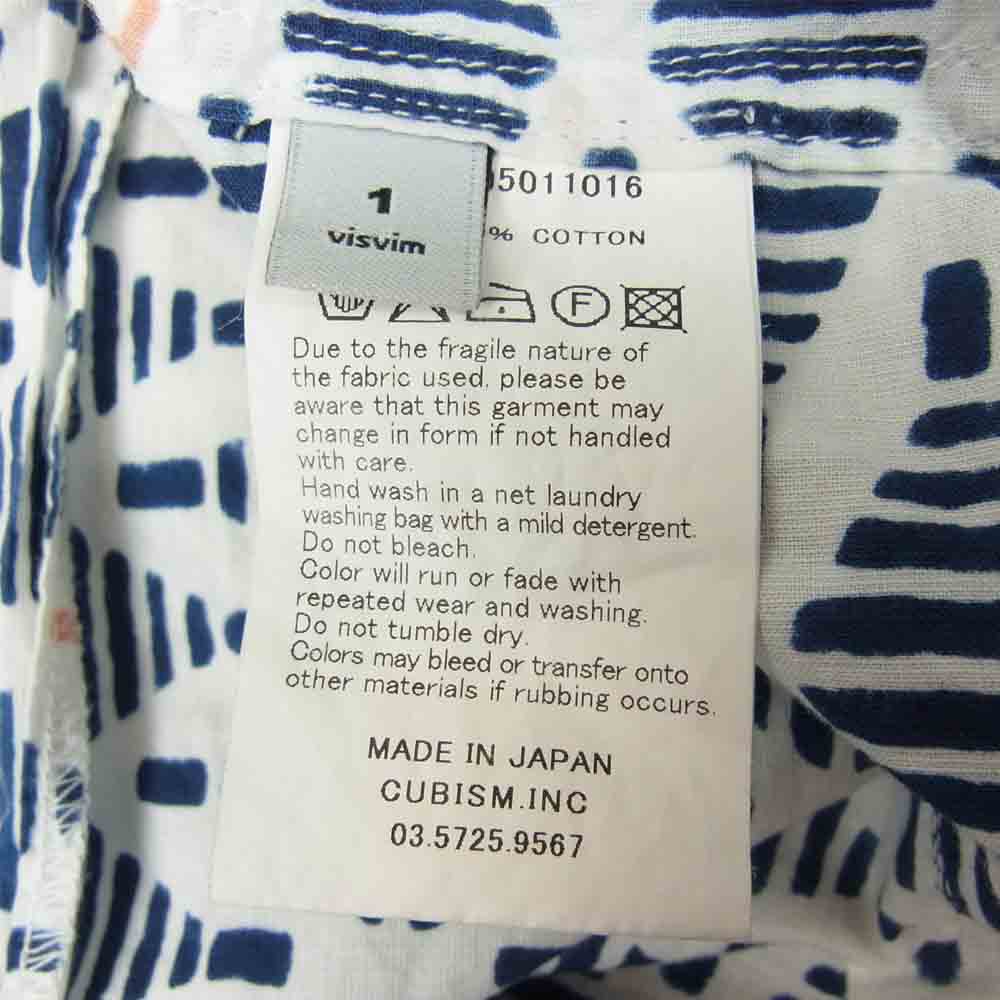 1
visvim
5011016
% COTTON
F
Due to the fragile nature of
the fabric used, please be
aware that this garment may
change in form if not handled
with care.
Hand wash in a net laundry
washing bag with a mild detergent.
Do not bleach.
Color will run or fade with
repeated wear and washing.
Do not tumble dry.
Colors may bleed or transfer onto
other materials if rubbing occurs.
MADE IN JAPAN
CUBISM.INC
03.5725.9567